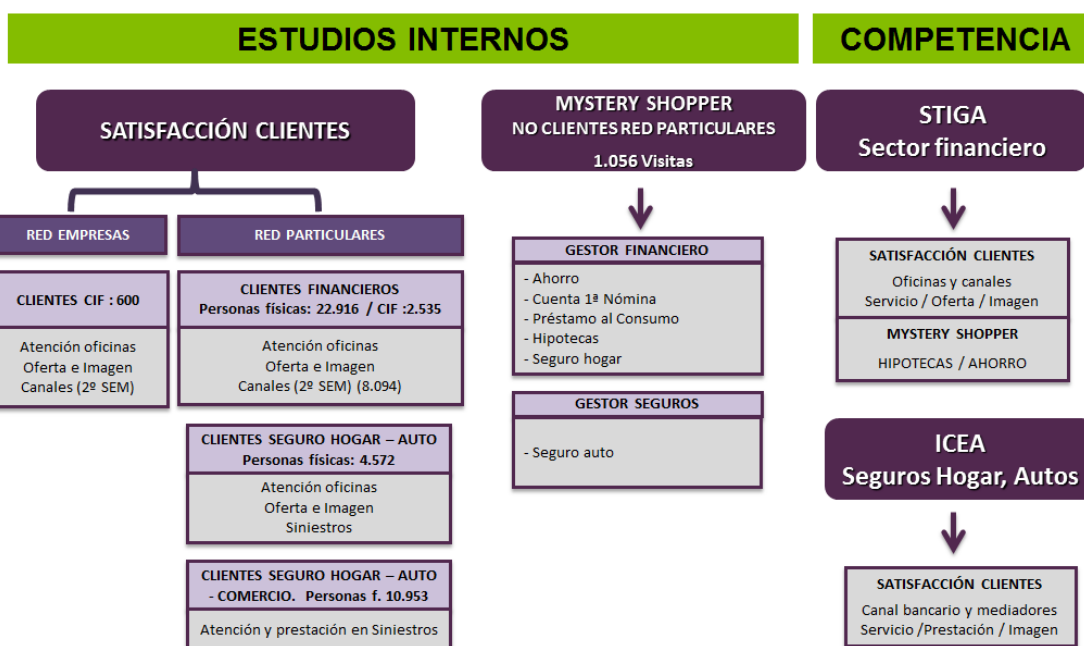 ESTUDIOS INTERNOS
SATISFACCIÓN CLIENTES
RED EMPRESAS
CLIENTES CIF : 600
Atención oficinas
Oferta e Imagen
Canales (2º SEM)
RED PARTICULARES
CLIENTES FINANCIEROS
Personas físicas: 22.916 / CIF :2.535
Atención oficinas
Oferta e Imagen
Canales (2º SEM) (8.094)
CLIENTES SEGURO HOGAR – AUTO
Personas físicas: 4.572
Atención oficinas
Oferta e Imagen
Siniestros
CLIENTES SEGURO HOGAR – AUTO
- COMERCIO. Personas f. 10.953
Atención y prestación en Siniestros
MYSTERY SHOPPER
NO CLIENTES RED PARTICULARES
1.056 Visitas
GESTOR FINANCIERO
- Ahorro
- Cuenta 1ª Nómina
- Préstamo al Consumo
- Hipotecas
- Seguro hogar
GESTOR SEGUROS
- Seguro auto
COMPETENCIA
STIGA
Sector financiero
SATISFACCIÓN CLIENTES
Oficinas y canales
Servicio / Oferta / Imagen
MYSTERY SHOPPER
HIPOTECAS / AHORRO
ICEA
Seguros Hogar, Autos
SATISFACCIÓN CLIENTES
Canal bancario y mediadores
Servicio /Prestación / Imagen